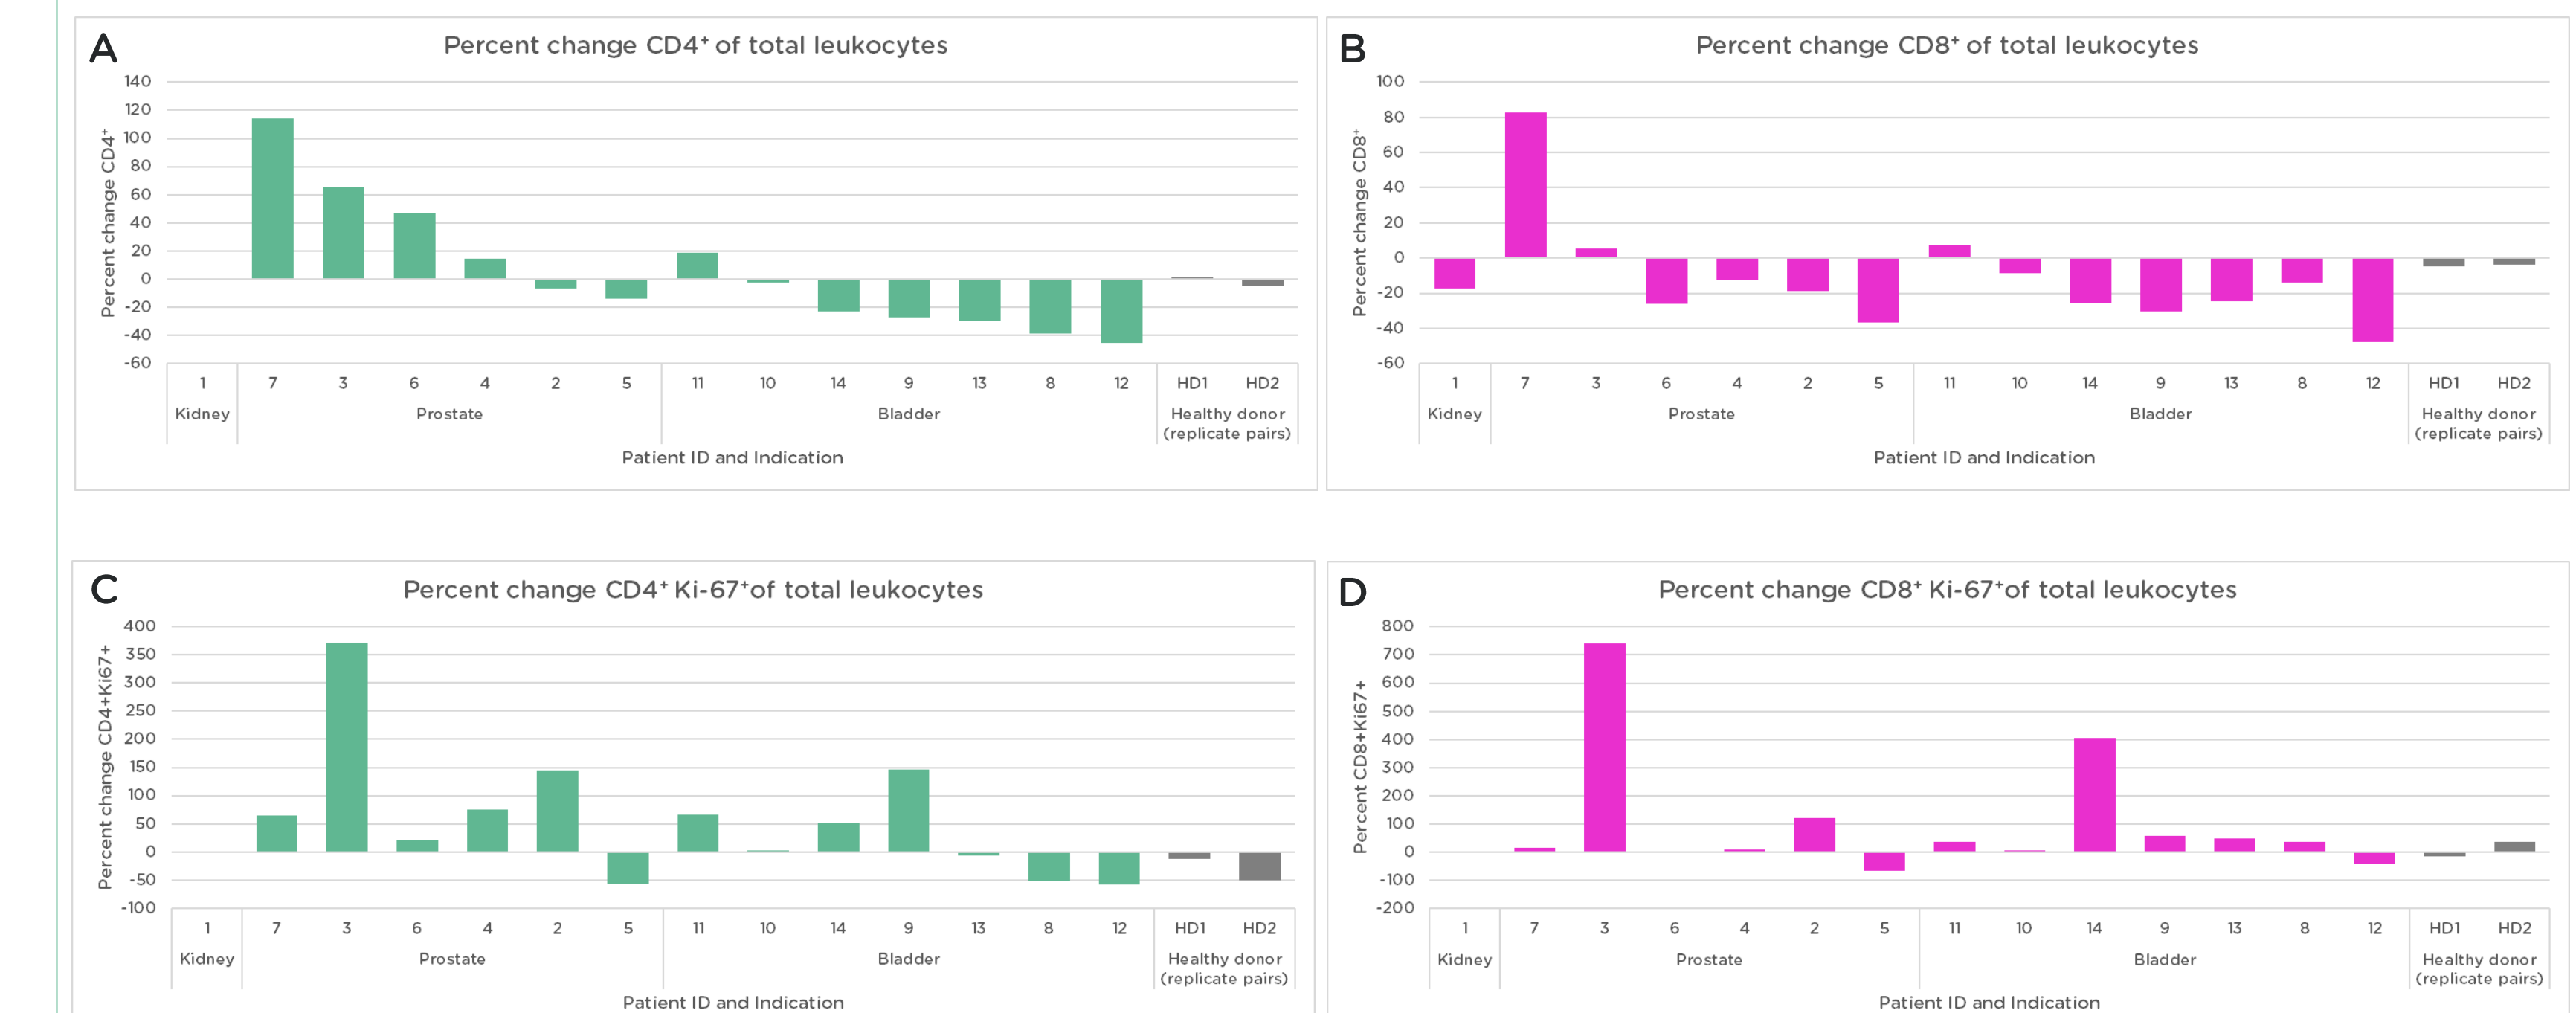 A
Percent change CD4⁺ of total leukocytes
Percent change CD4⁺
140
120
100
80
60
40
20
0
-20
-40
-60
1 7 3 6 4 2 5 11 10 14 9 13 8 12 HD1 HD2
Kidney Prostate Bladder Healthy donor
(replicate pairs)
Patient ID and Indication
B
Percent change CD8⁺ of total leukocytes
Percent change CD8⁺
100
80
60
40
20
0
-20
-40
-60
1 7 3 6 4 2 5 11 10 14 9 13 8 12 HD1 HD2
Kidney Prostate Bladder Healthy donor
(replicate pairs)
Patient ID and Indication
C
Percent change CD4⁺ Ki-67⁺of total leukocytes
Percent change CD4+Ki67+
400
350
300
250
200
150
100
50
0
-50
-100
1 7 3 6 4 2 5 11 10 14 9 13 8 12 HD1 HD2
Kidney Prostate Bladder Healthy donor
(replicate pairs)
Patient ID and Indication
D
Percent change CD8⁺ Ki-67⁺of total leukocytes
Percent CD8+Ki67+
800
700
600
500
400
300
200
100
0
-100
-200
1 7 3 6 4 2 5 11 10 14 9 13 8 12 HD1 HD2
Kidney Prostate Bladder Healthy donor
(replicate pairs)
Patient ID and Indication